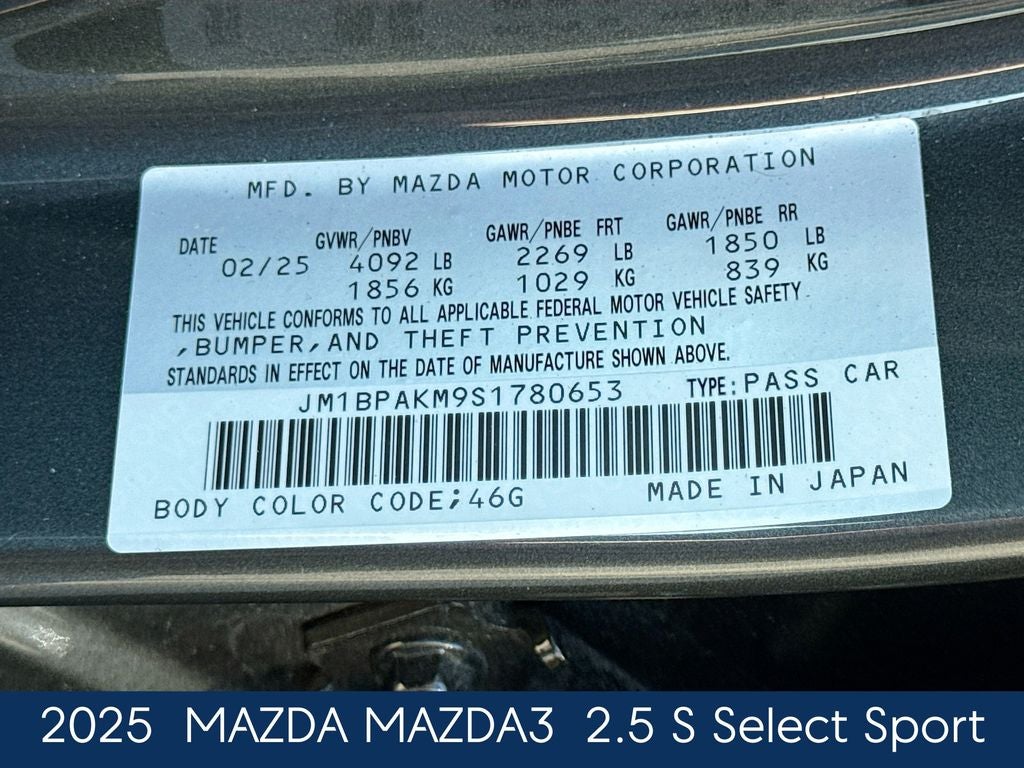 MFD. BY MAZDA MOTOR CORPORATION
DATE GVWR/PNBV GAWR/PNBE FRT GAWR/PNBE RR
02/25 4092 LB 2269 LB 1850 LB
1856 KG 1029 KG 839 KG
THIS VEHICLE CONFORMS TO ALL APPLICABLE FEDERAL MOTOR VEHICLE SAFETY
,BUMPER,AND THEFT PREVENTION
STANDARDS IN EFFECT ON THE DATE OF MANUFACTURE SHOWN ABOVE.
JM1BPAKM9S1780653 TYPE:PASS CAR
BODY COLOR CODE;46G MADE IN JAPAN
2025 MAZDA MAZDA3 2.5 S Select Sport